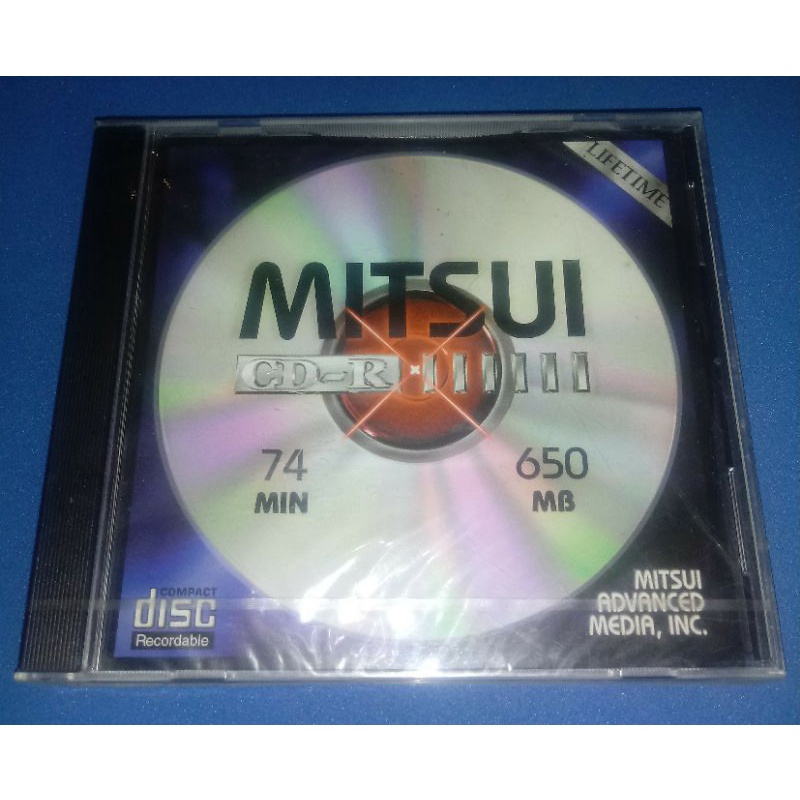 LIFETIME
MITSUI
CD-R
74
MIN
650
MB
COMPACT
disc
Recordable
MITSUI
ADVANCED
MEDIA, INC.